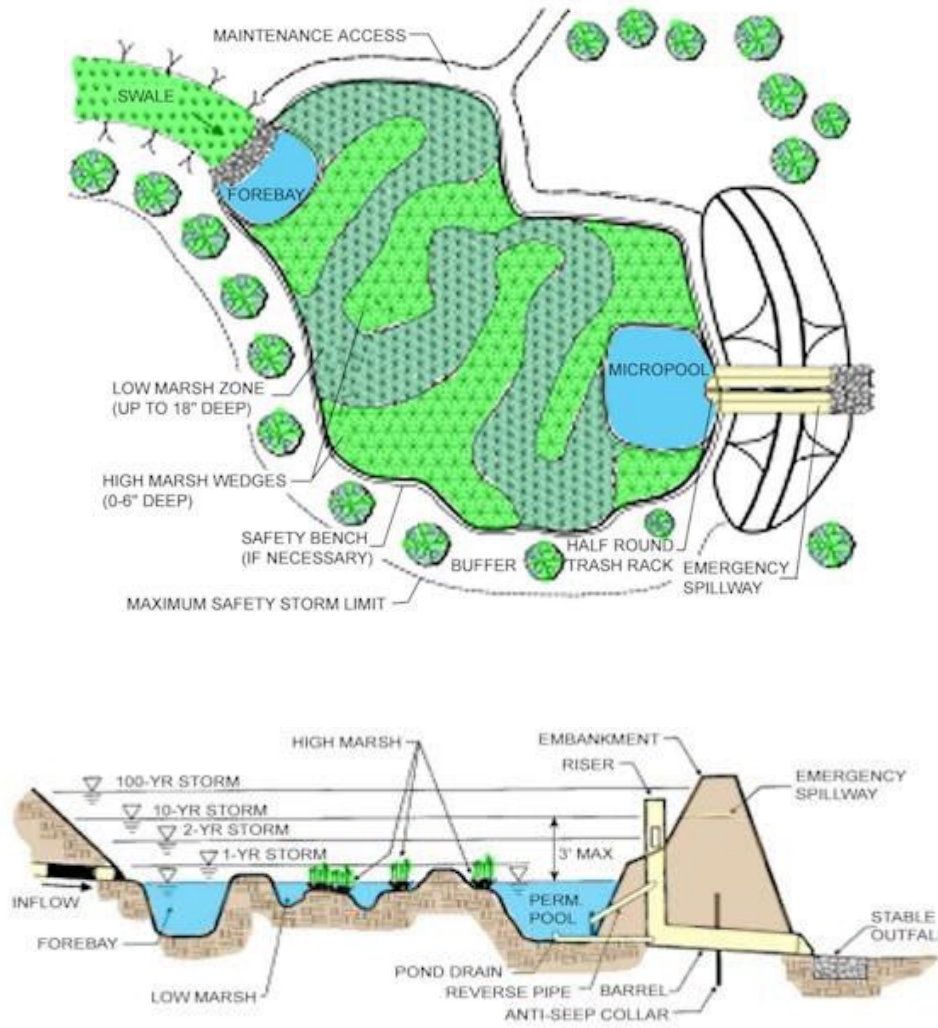 MAINTENANCE ACCESS
SWALE
FOREBAY
MICROPOOL
LOW MARSH ZONE
(UP TO 18" DEEP)
HIGH MARSH WEDGES
(0-6" DEEP)
SAFETY BENCH
(IF NECESSARY)
BUFFER
HALF ROUND
TRASH RACK
EMERGENCY
SPILLWAY
MAXIMUM SAFETY STORM LIMIT
HIGH MARSH
EMBANKMENT
RISER
EMERGENCY
SPILLWAY
100-YR STORM
10-YR STORM
2-YR STORM
1-YR STORM
3' MAX
INFLOW
PERM.
POOL
FOREBAY
STABLE
OUTFAL
POND DRAIN
REVERSE PIPE
BARREL
LOW MARSH
ANTI-SEEP COLLAR